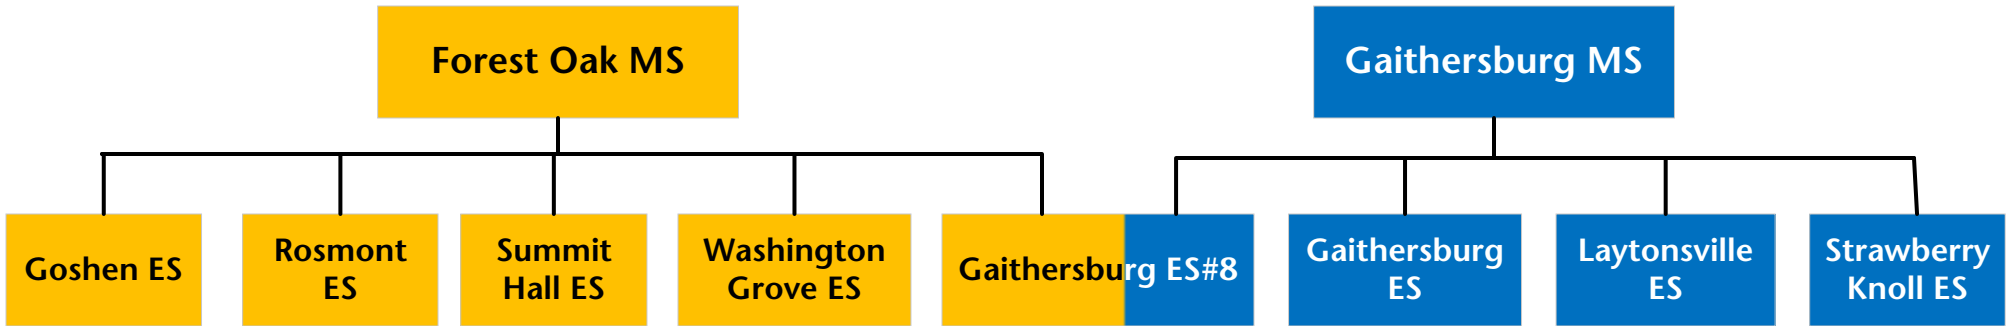 Forest Oak MS
Gaithersburg MS
Goshen ES
Rosmont
ES
Summit
Hall ES
Washington
Grove ES
Gaithersburg ES#8
Gaithersburg
ES
Laytonsville
ES
Strawberry
Knoll ES